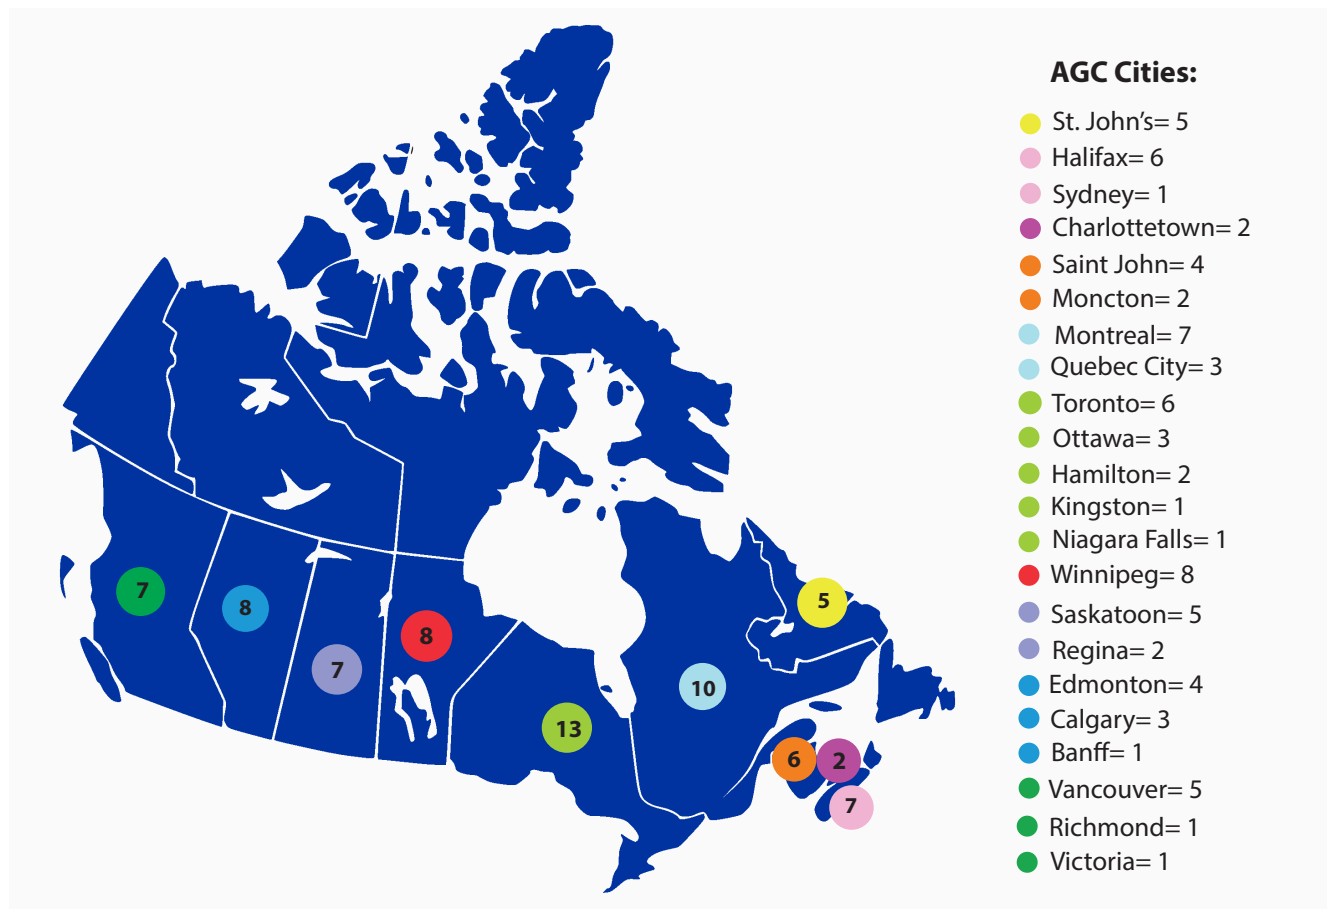 AGC Cities:
St. John’s= 5
Halifax= 6
Sydney= 1
Charlottetown= 2
Saint John= 4
Moncton= 2
Montreal= 7
Quebec City= 3
Toronto= 6
Ottawa= 3
Hamilton= 2
Kingston= 1
Niagara Falls= 1
Winnipeg= 8
Saskatoon= 5
Regina= 2
Edmonton= 4
Calgary= 3
Banff= 1
Vancouver= 5
Richmond= 1
Victoria= 1
7
8
7
8
13
10
5
6
2
7